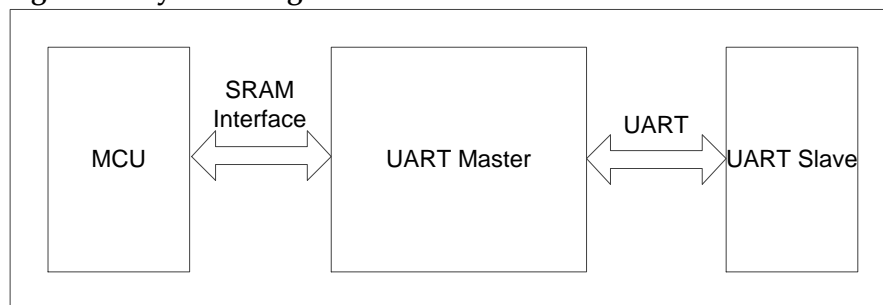 SRAM
Interface
UART
MCU
UART Master
UART Slave